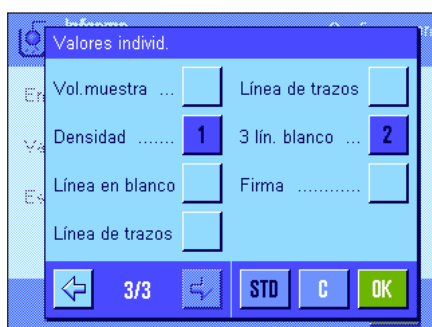 Valores individ.
Vol.muestra ...
Línea de trazos
Densidad ....... 1
3 lín. blanco ... 2
Línea en blanco
Firma ............
Línea de trazos
3/3 STD C OK